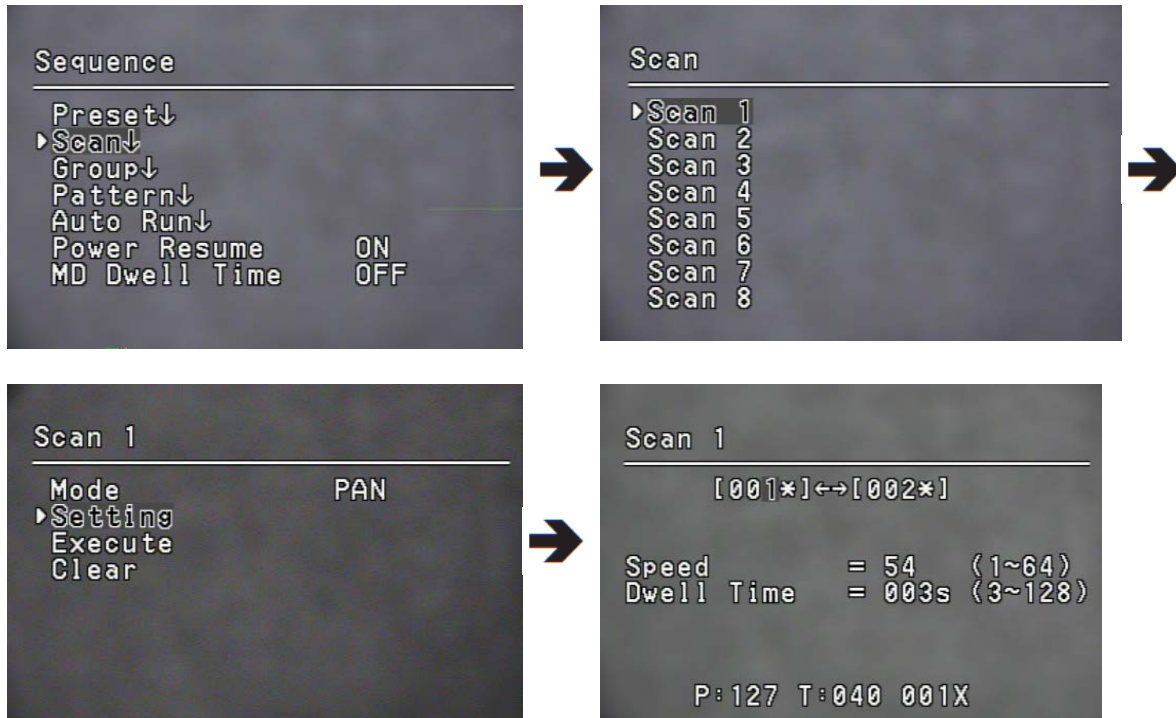 Sequence
Preset↓
Scan↓
Group↓
Pattern↓
Auto Run↓
Power Resume ON
MD Dwell Time OFF
Scan
Scan 1
Scan 2
Scan 3
Scan 4
Scan 5
Scan 6
Scan 7
Scan 8
Scan 1
Mode PAN
Setting
Execute
Clear
Scan 1
[001*]←→[002*]
Speed = 54 (1~64)
Dwell Time = 003s (3~128)
P:127 T:040 001X